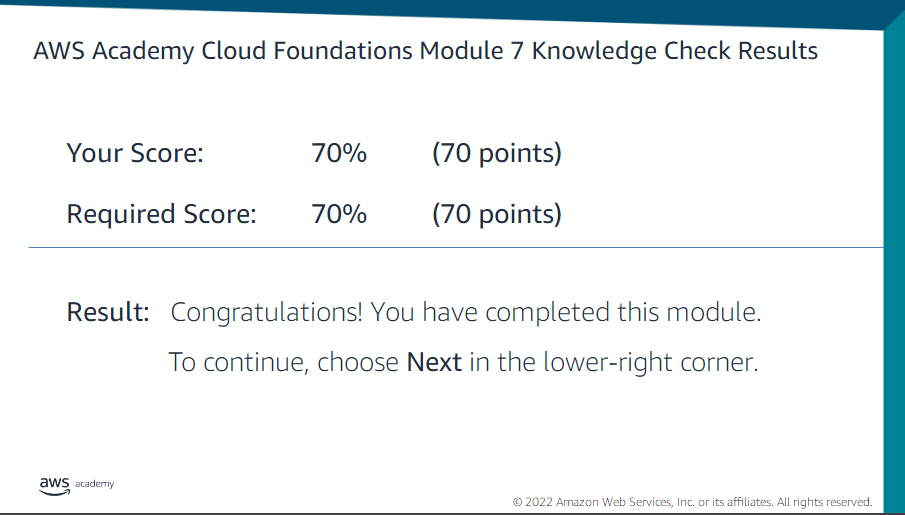 AWS Academy Cloud Foundations Module 7 Knowledge Check Results
Your Score: 70% (70 points)
Required Score: 70% (70 points)
Result: Congratulations! You have completed this module.
To continue, choose Next in the lower-right corner.
aws academy
© 2022 Amazon Web Services, Inc. or its affiliates. All rights reserved.